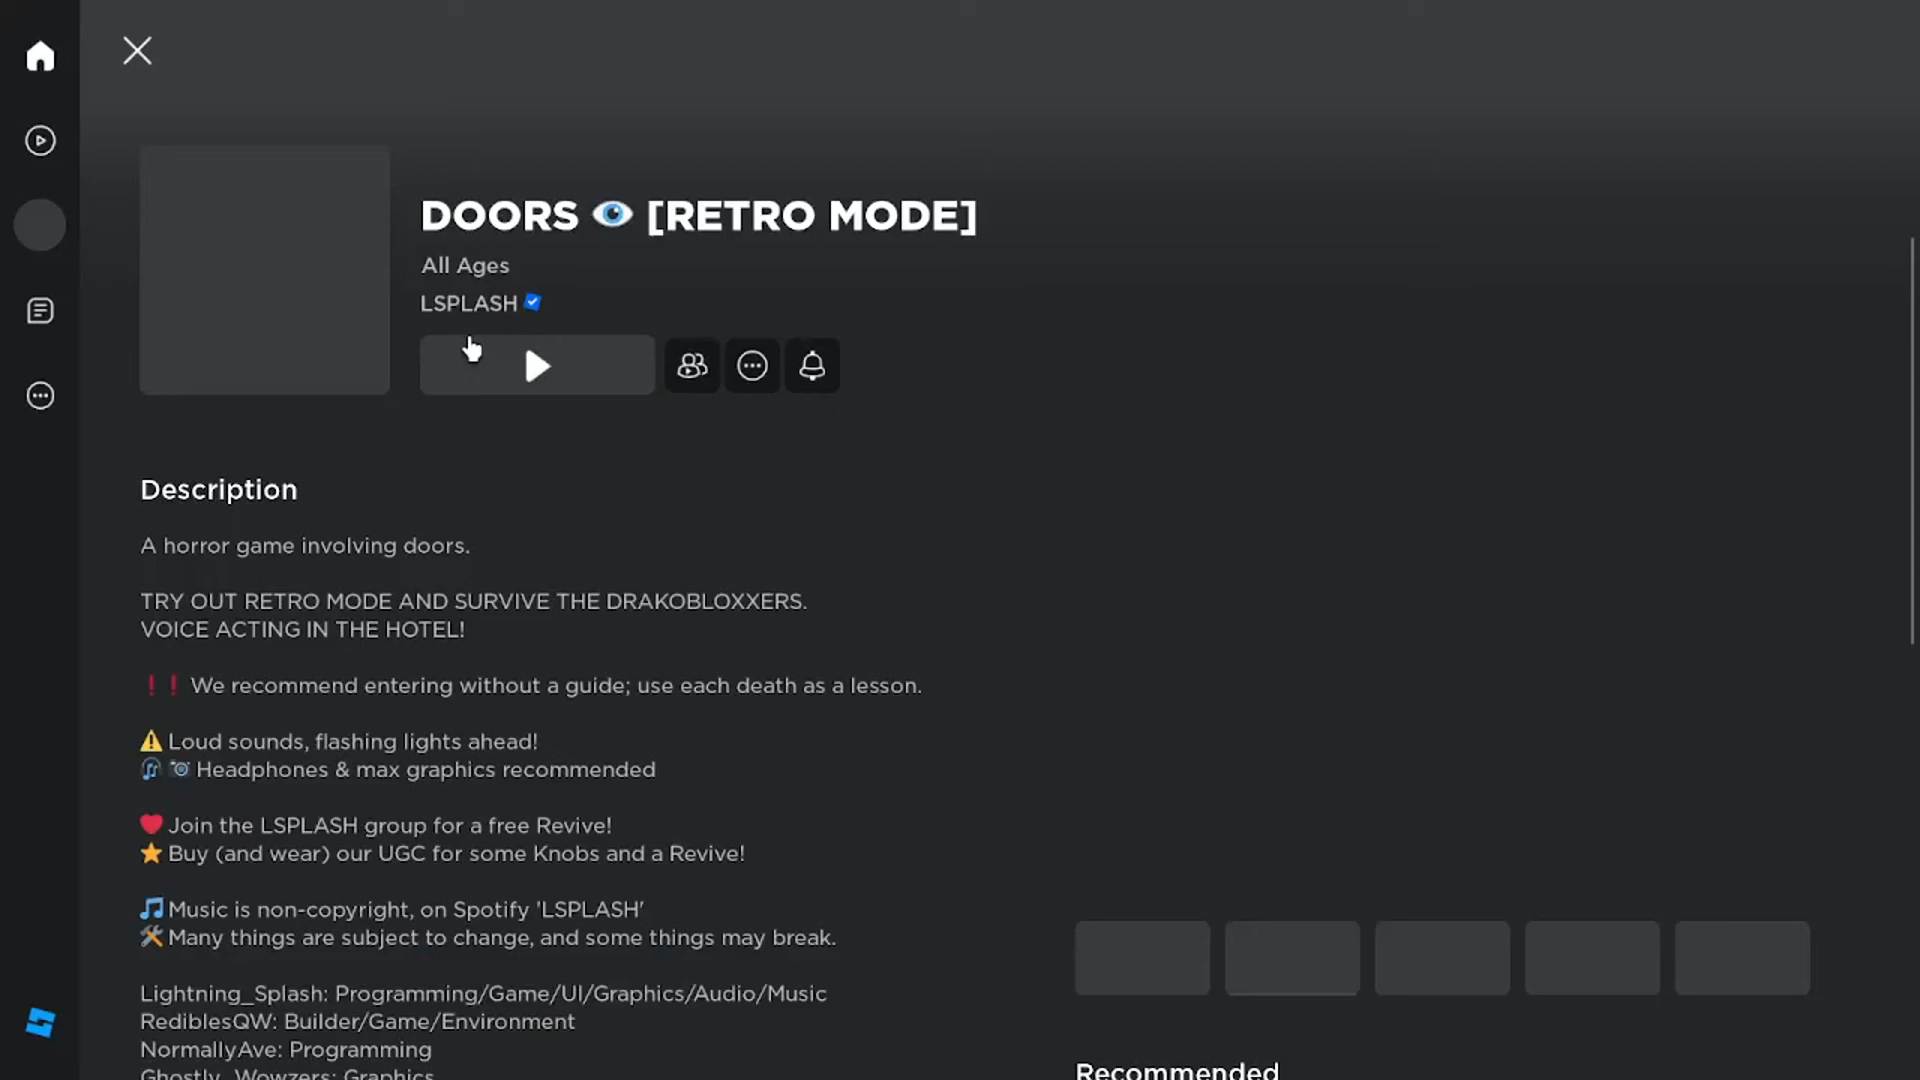 DOORS 👁️ [RETRO MODE]
All Ages
LSPLASH
Description
A horror game involving doors.
TRY OUT RETRO MODE AND SURVIVE THE DRAKOBLOXXERS.
VOICE ACTING IN THE HOTEL!
❗❗ We recommend entering without a guide; use each death as a lesson.
⚠️ Loud sounds, flashing lights ahead!
🎧 📷 Headphones & max graphics recommended
❤️ Join the LSPLASH group for a free Revive!
⭐ Buy (and wear) our UGC for some Knobs and a Revive!
🎵 Music is non-copyright, on Spotify 'LSPLASH'
🛠️ Many things are subject to change, and some things may break.
Lightning_Splash: Programming/Game/UI/Graphics/Audio/Music
RediblesQW: Builder/Game/Environment
NormallyAve: Programming
Ghostly_Wowzers: Graphics
Recommended